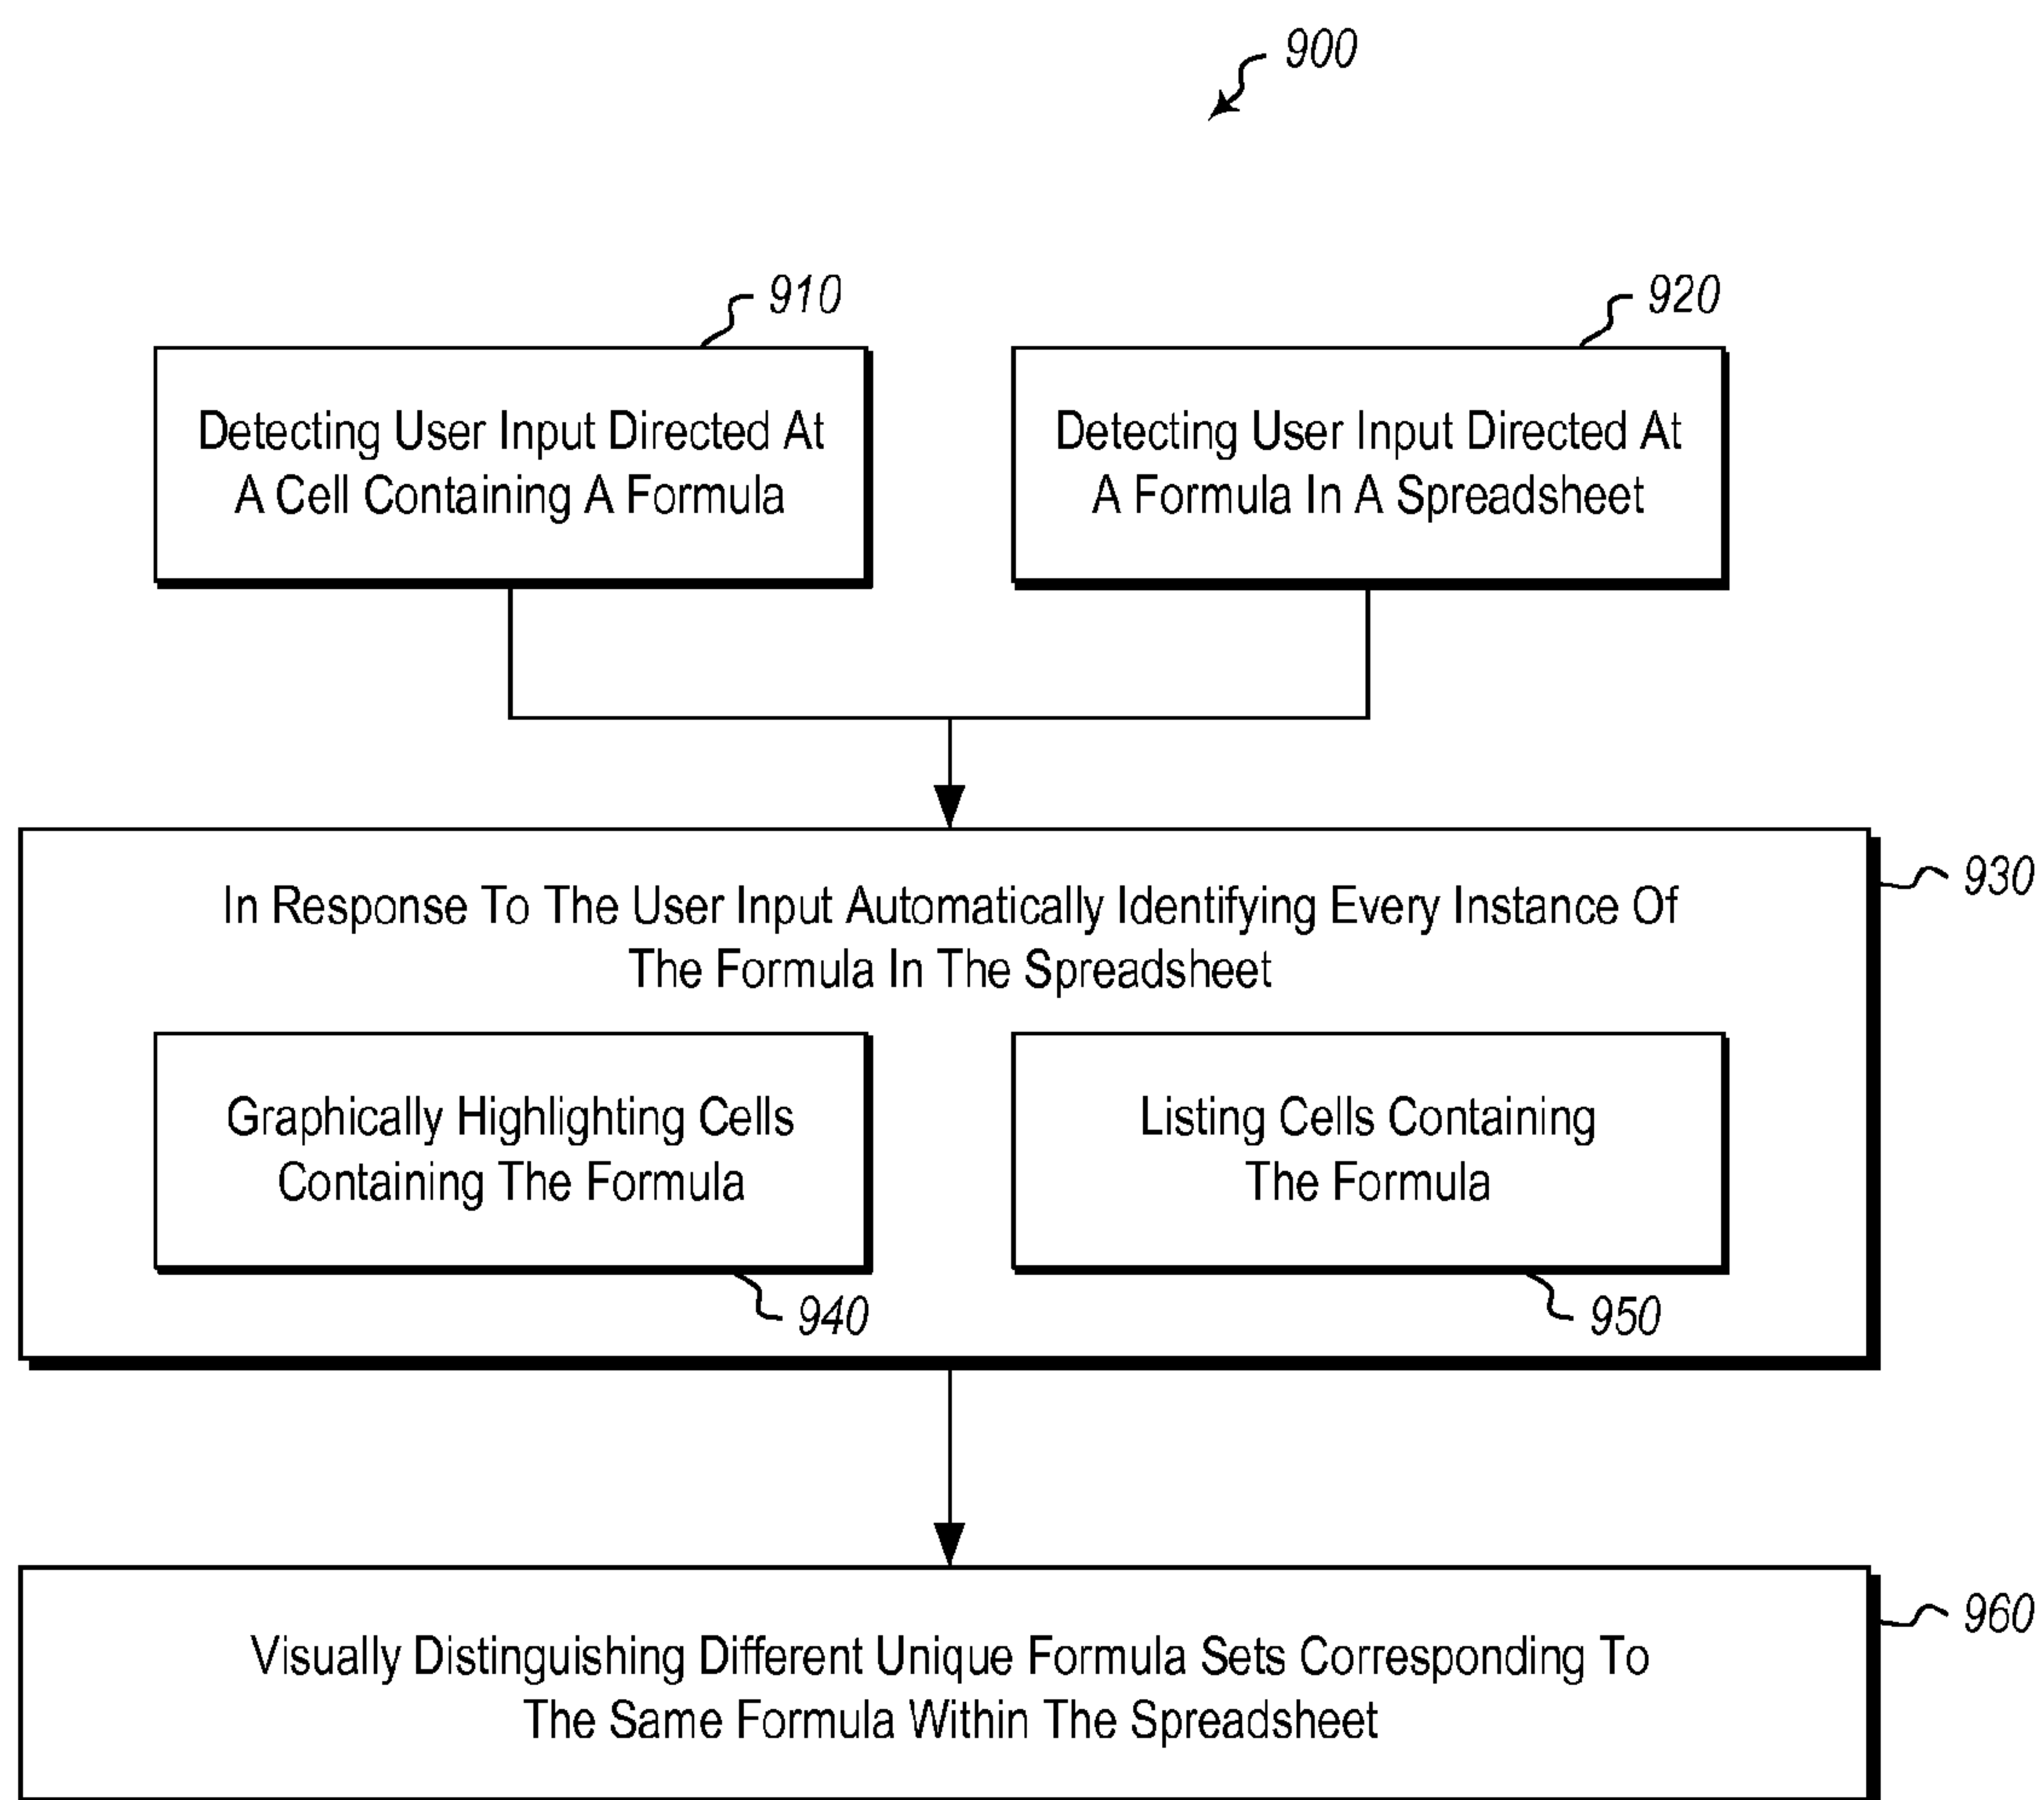 900
910
920
Detecting User Input Directed At
A Cell Containing A Formula
Detecting User Input Directed At
A Formula In A Spreadsheet
930
In Response To The User Input Automatically Identifying Every Instance Of
The Formula In The Spreadsheet
Graphically Highlighting Cells
Containing The Formula
Listing Cells Containing
The Formula
940
950
960
Visually Distinguishing Different Unique Formula Sets Corresponding To
The Same Formula Within The Spreadsheet